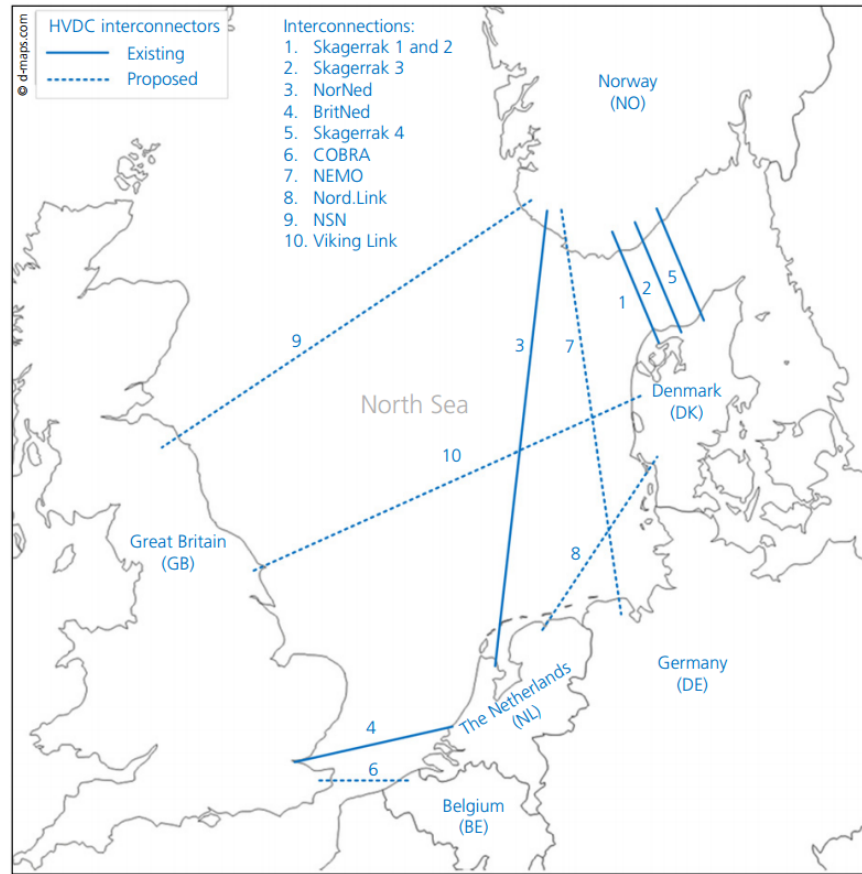 © d-maps.com
HVDC interconnectors
Existing
Proposed
Interconnections:
1. Skagerrak 1 and 2
2. Skagerrak 3
3. NorNed
4. BritNed
5. Skagerrak 4
6. COBRA
7. NEMO
8. Nord.Link
9. NSN
10. Viking Link
Norway
(NO)
5
2
1
9
3
7
Denmark
(DK)
North Sea
10
Great Britain
(GB)
8
Germany
(DE)
The Netherlands
(NL)
4
6
Belgium
(BE)